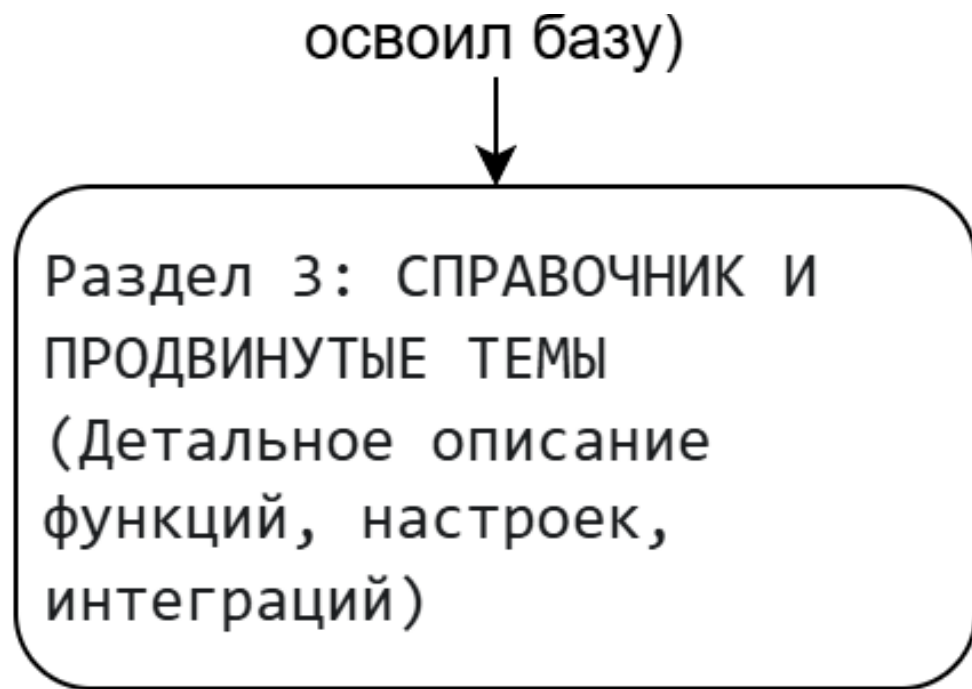 освоил базу)
Раздел 3: СПРАВОЧНИК И
ПРОДВИНУТЫЕ ТЕМЫ
(Детальное описание
функций, настроек,
интеграций)